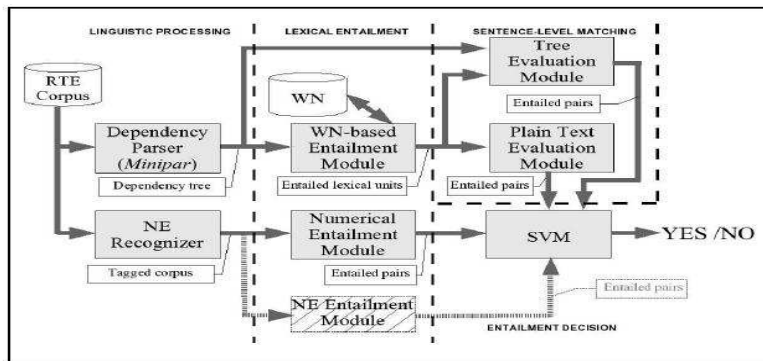 LINGUISTIC PROCESSING
LEXICAL ENTAILMENT
SENTENCE-LEVEL MATCHING
RTE
Corpus
WN
Tree
Evaluation
Module
Entailed pairs
Dependency
Parser
(Minipar)
WN-based
Entailment
Module
Plain Text
Evaluation
Module
Dependency tree
Entailed lexical units
Entailed pairs
NE
Recognizer
Numerical
Entailment
Module
SVM
YES /NO
Tagged corpus
Entailed pairs
Entailed pairs
NE Entailment
Module
ENTAILMENT DECISION